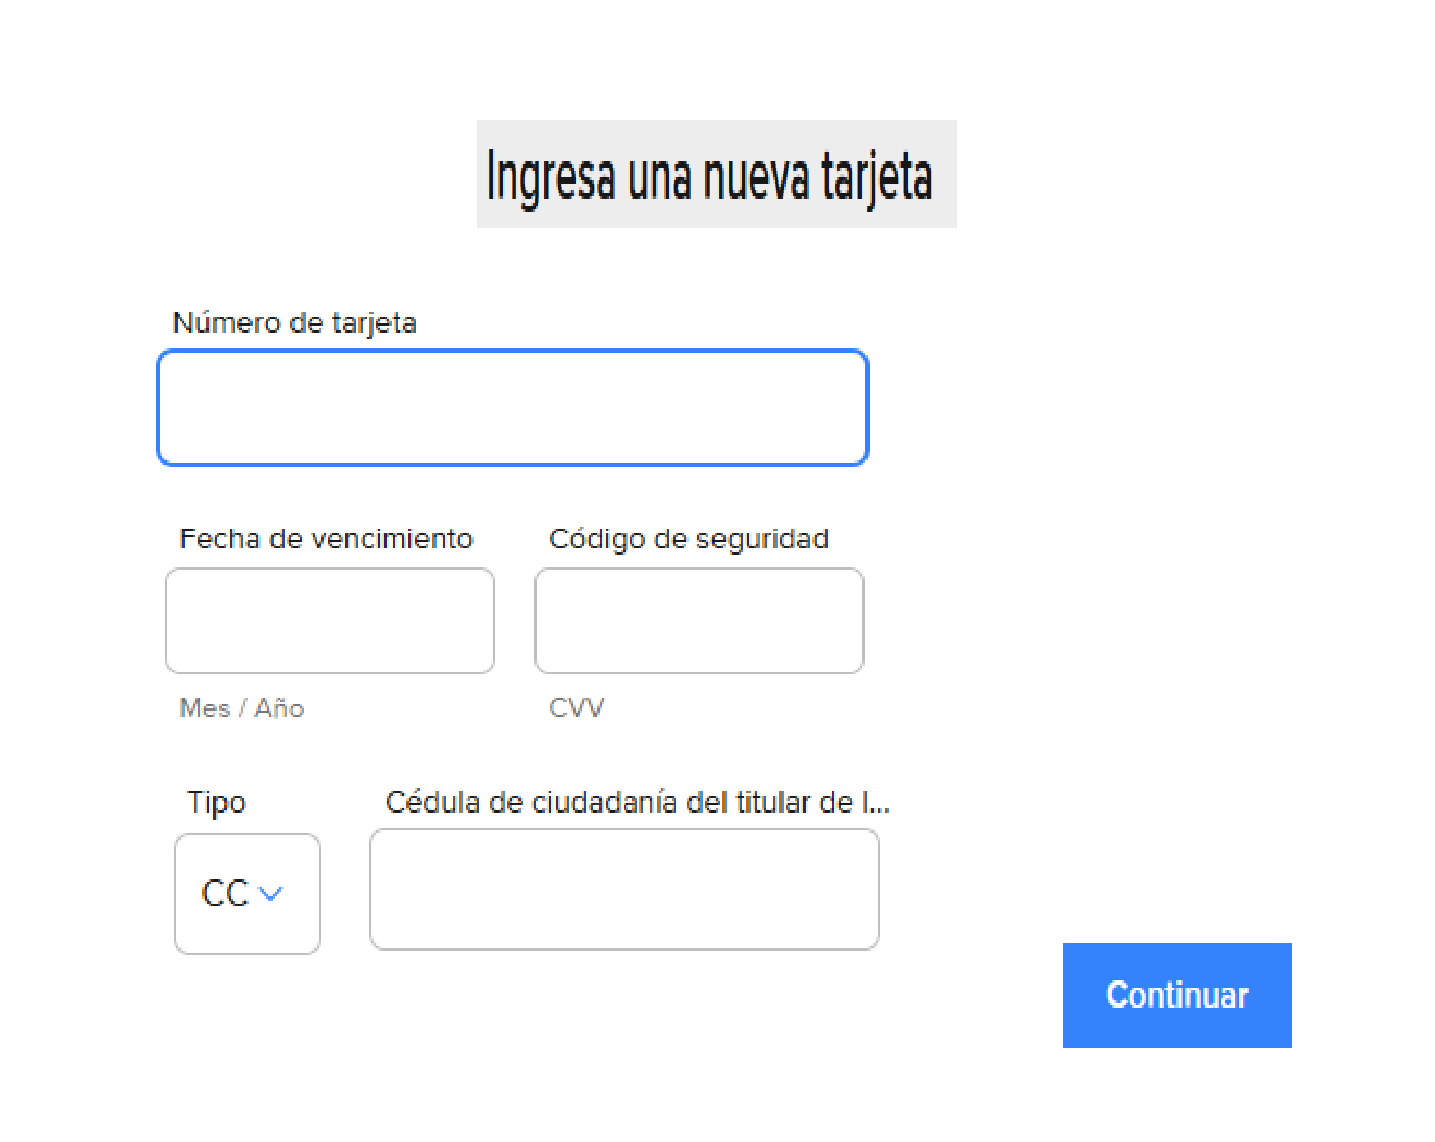 Ingresa una nueva tarjeta
Número de tarjeta
Fecha de vencimiento Código de seguridad
Mes / Año CVV
Tipo Cédula de ciudadanía del titular de l...
CC
Continuar